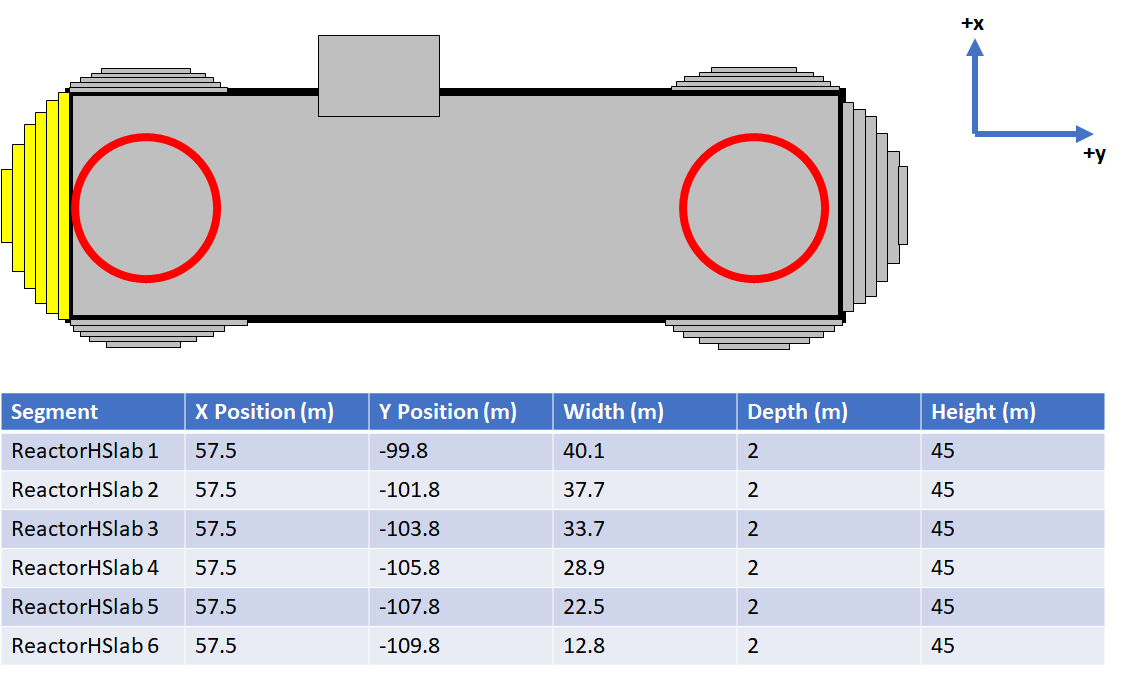 +x
+y
Segment X Position (m) Y Position (m) Width (m) Depth (m) Height (m)
ReactorHSlab 1 57.5 -99.8 40.1 2 45
ReactorHSlab 2 57.5 -101.8 37.7 2 45
ReactorHSlab 3 57.5 -103.8 33.7 2 45
ReactorHSlab 4 57.5 -105.8 28.9 2 45
ReactorHSlab 5 57.5 -107.8 22.5 2 45
ReactorHSlab 6 57.5 -109.8 12.8 2 45